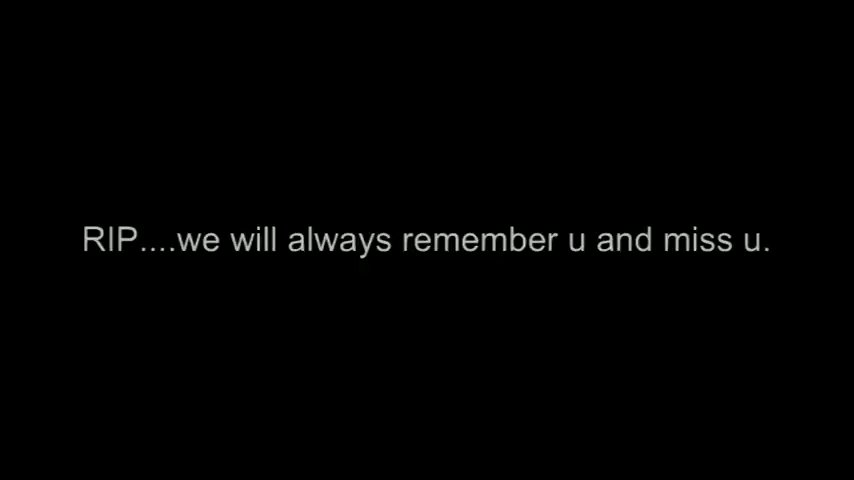 RIP....we will always remember u and miss u.